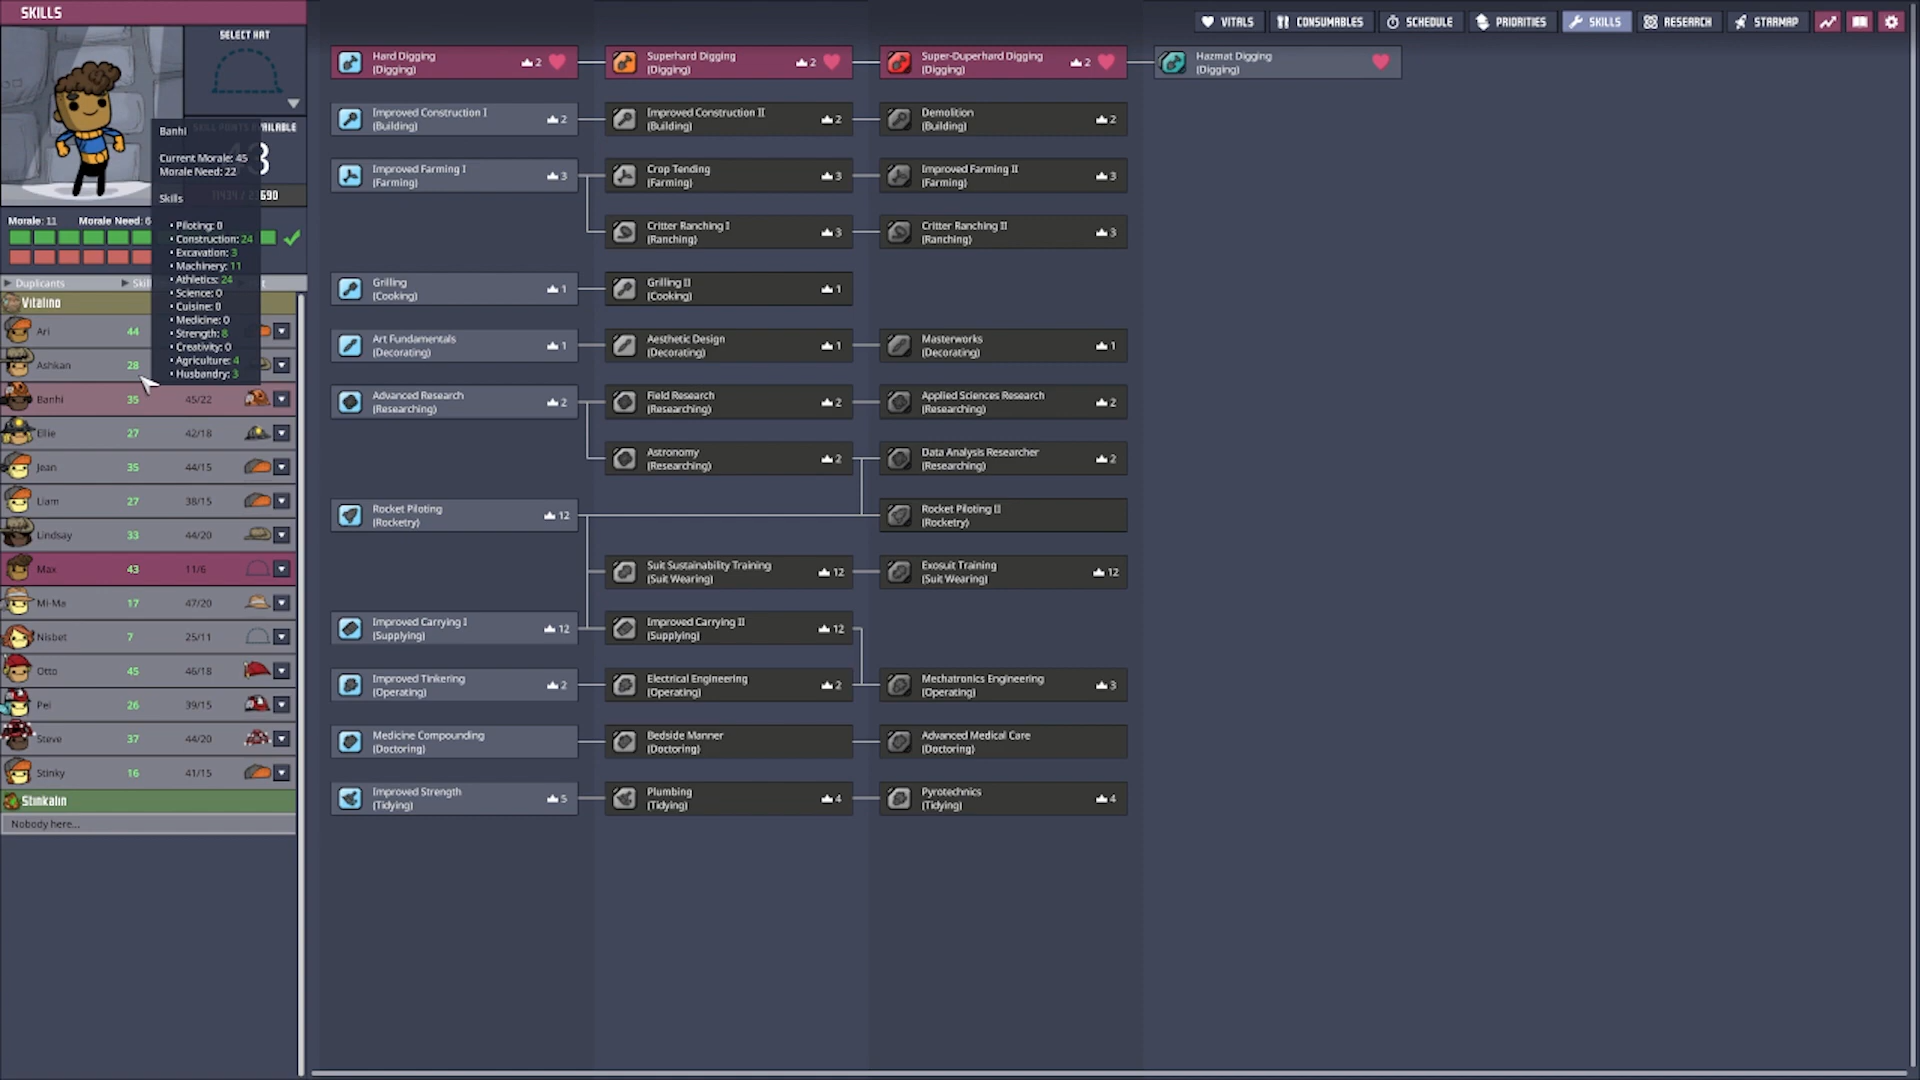 SKILLS
VITALS
CONSUMABLES
SCHEDULE
PRIORITIES
SKILLS
RESEARCH
STARMAP
SELECT HAT
Banhi
Current Morale: 45
Morale Need: 22
Skills
• Piloting: 0
• Construction: 24
• Excavation: 3
• Machinery: 11
• Athletics: 24
• Science: 0
• Cuisine: 0
• Medicine: 0
• Strength: 8
• Creativity: 0
• Agriculture: 4
• Husbandry: 3
Morale: 11
Morale Need: 6
Duplicants
Vitalino
Ari 44
Ashkan 28
Banhi 35 45/22
Ellie 27 42/18
Jean 35 44/15
Liam 27 38/15
Lindsay 33 44/20
Max 43 11/6
Mi-Ma 17 47/20
Nisbet 7 25/11
Otto 45 46/18
Pei 26 39/15
Steve 37 44/20
Stinky 16 41/15
Stinkalin
Nobody here...
Hard Digging 2
(Digging)
Superhard Digging 2
(Digging)
Super-Duperhard Digging 2
(Digging)
Hazmat Digging
(Digging)
Improved Construction I 2
(Building)
Improved Construction II 2
(Building)
Demolition 2
(Building)
Improved Farming I 3
(Farming)
Crop Tending 3
(Farming)
Improved Farming II 3
(Farming)
Critter Ranching I 3
(Ranching)
Critter Ranching II 3
(Ranching)
Grilling 1
(Cooking)
Grilling II 1
(Cooking)
Art Fundamentals 1
(Decorating)
Aesthetic Design 1
(Decorating)
Masterworks 1
(Decorating)
Advanced Research 2
(Researching)
Field Research 2
(Researching)
Applied Sciences Research 2
(Researching)
Astronomy 2
(Researching)
Data Analysis Researcher 2
(Researching)
Rocket Piloting 12
(Rocketry)
Rocket Piloting II
(Rocketry)
Suit Sustainability Training 12
(Suit Wearing)
Exosuit Training 12
(Suit Wearing)
Improved Carrying I 12
(Supplying)
Improved Carrying II 12
(Supplying)
Improved Tinkering 2
(Operating)
Electrical Engineering 2
(Operating)
Mechatronics Engineering 3
(Operating)
Medicine Compounding
(Doctoring)
Bedside Manner
(Doctoring)
Advanced Medical Care
(Doctoring)
Improved Strength 5
(Tidying)
Plumbing 4
(Tidying)
Pyrotechnics 4
(Tidying)